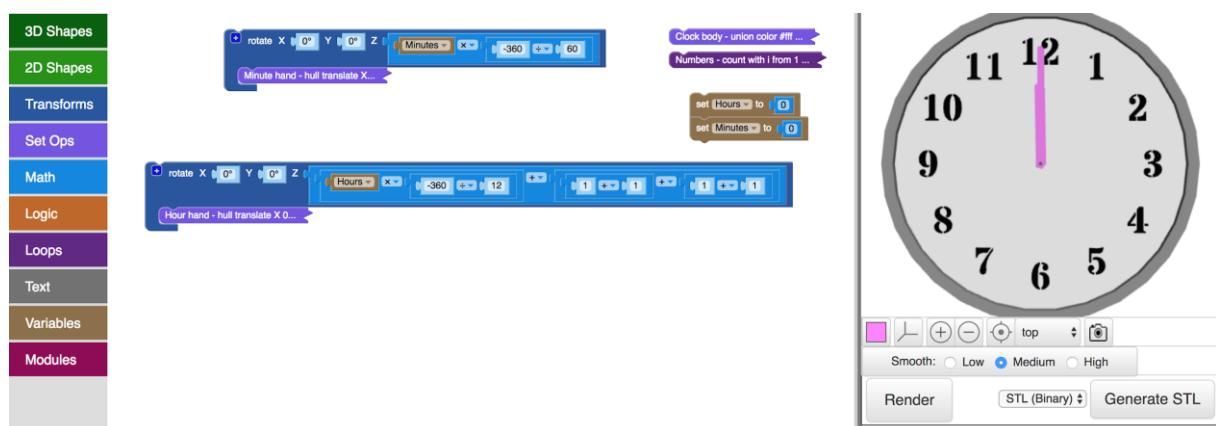 3D Shapes
2D Shapes
Transforms
Set Ops
Math
Logic
Loops
Text
Variables
Modules
rotate X 0° Y 0° Z Minutes × -360 ÷ 60
Minute hand - hull translate X...
Clock body - union color #fff ...
Numbers - count with i from 1 ...
set Hours to 0
set Minutes to 0
rotate X 0° Y 0° Z Hours × -360 ÷ 12 + 1 + 1 + 1 + 1
Hour hand - hull translate X 0...
12
11 1
10 2
9 3
8 4
7 5
6
top
Smooth: Low Medium High
Render STL (Binary) Generate STL